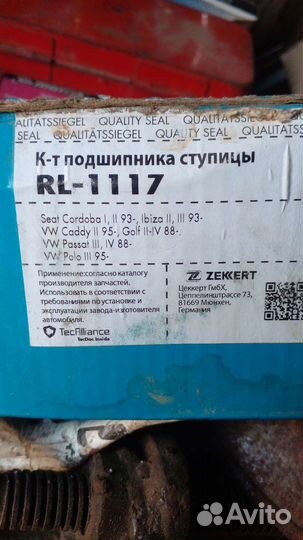 ALITÄTSSIEGEL QUALITY SEAL QUALITÄTSSIEGEL
SEAL QUALITÄTSSIEGEL QUALITY SEAL
К-т подшипника ступицы
RL-1117
Seat Cordoba I, II 93-, Ibiza II, III 93-
VW Caddy II 95-, Golf II-IV 88-,
VW Passat III, IV 88-
VW Polo III 95-
Применение:согласно каталогу
производителя запчастей.
Использовать в соответствии с
требованиями по установке и
эксплуатации завода-изготовителя
автомобиля.
ZEKKERT
Цеккерт ГмбХ,
Цеппелинштрассе 73,
81669 Мюнхен,
Германия
TecAlliance
TecDoc Inside
Avito